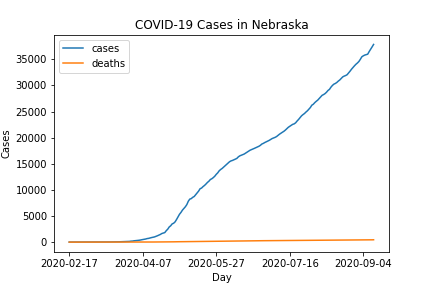 COVID-19 Cases in Nebraska
cases
deaths
35000
30000
25000
20000
15000
10000
5000
0
Cases
2020-02-17 2020-04-07 2020-05-27 2020-07-16 2020-09-04
Day